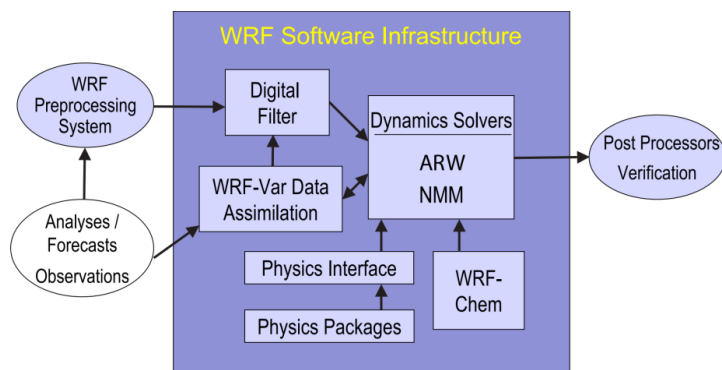 WRF Software Infrastructure
WRF
Preprocessing
System
Digital
Filter
Dynamics Solvers
ARW
NMM
Post Processors
Verification
WRF-Var Data
Assimilation
Analyses /
Forecasts
Observations
Physics Interface
WRF-
Chem
Physics Packages